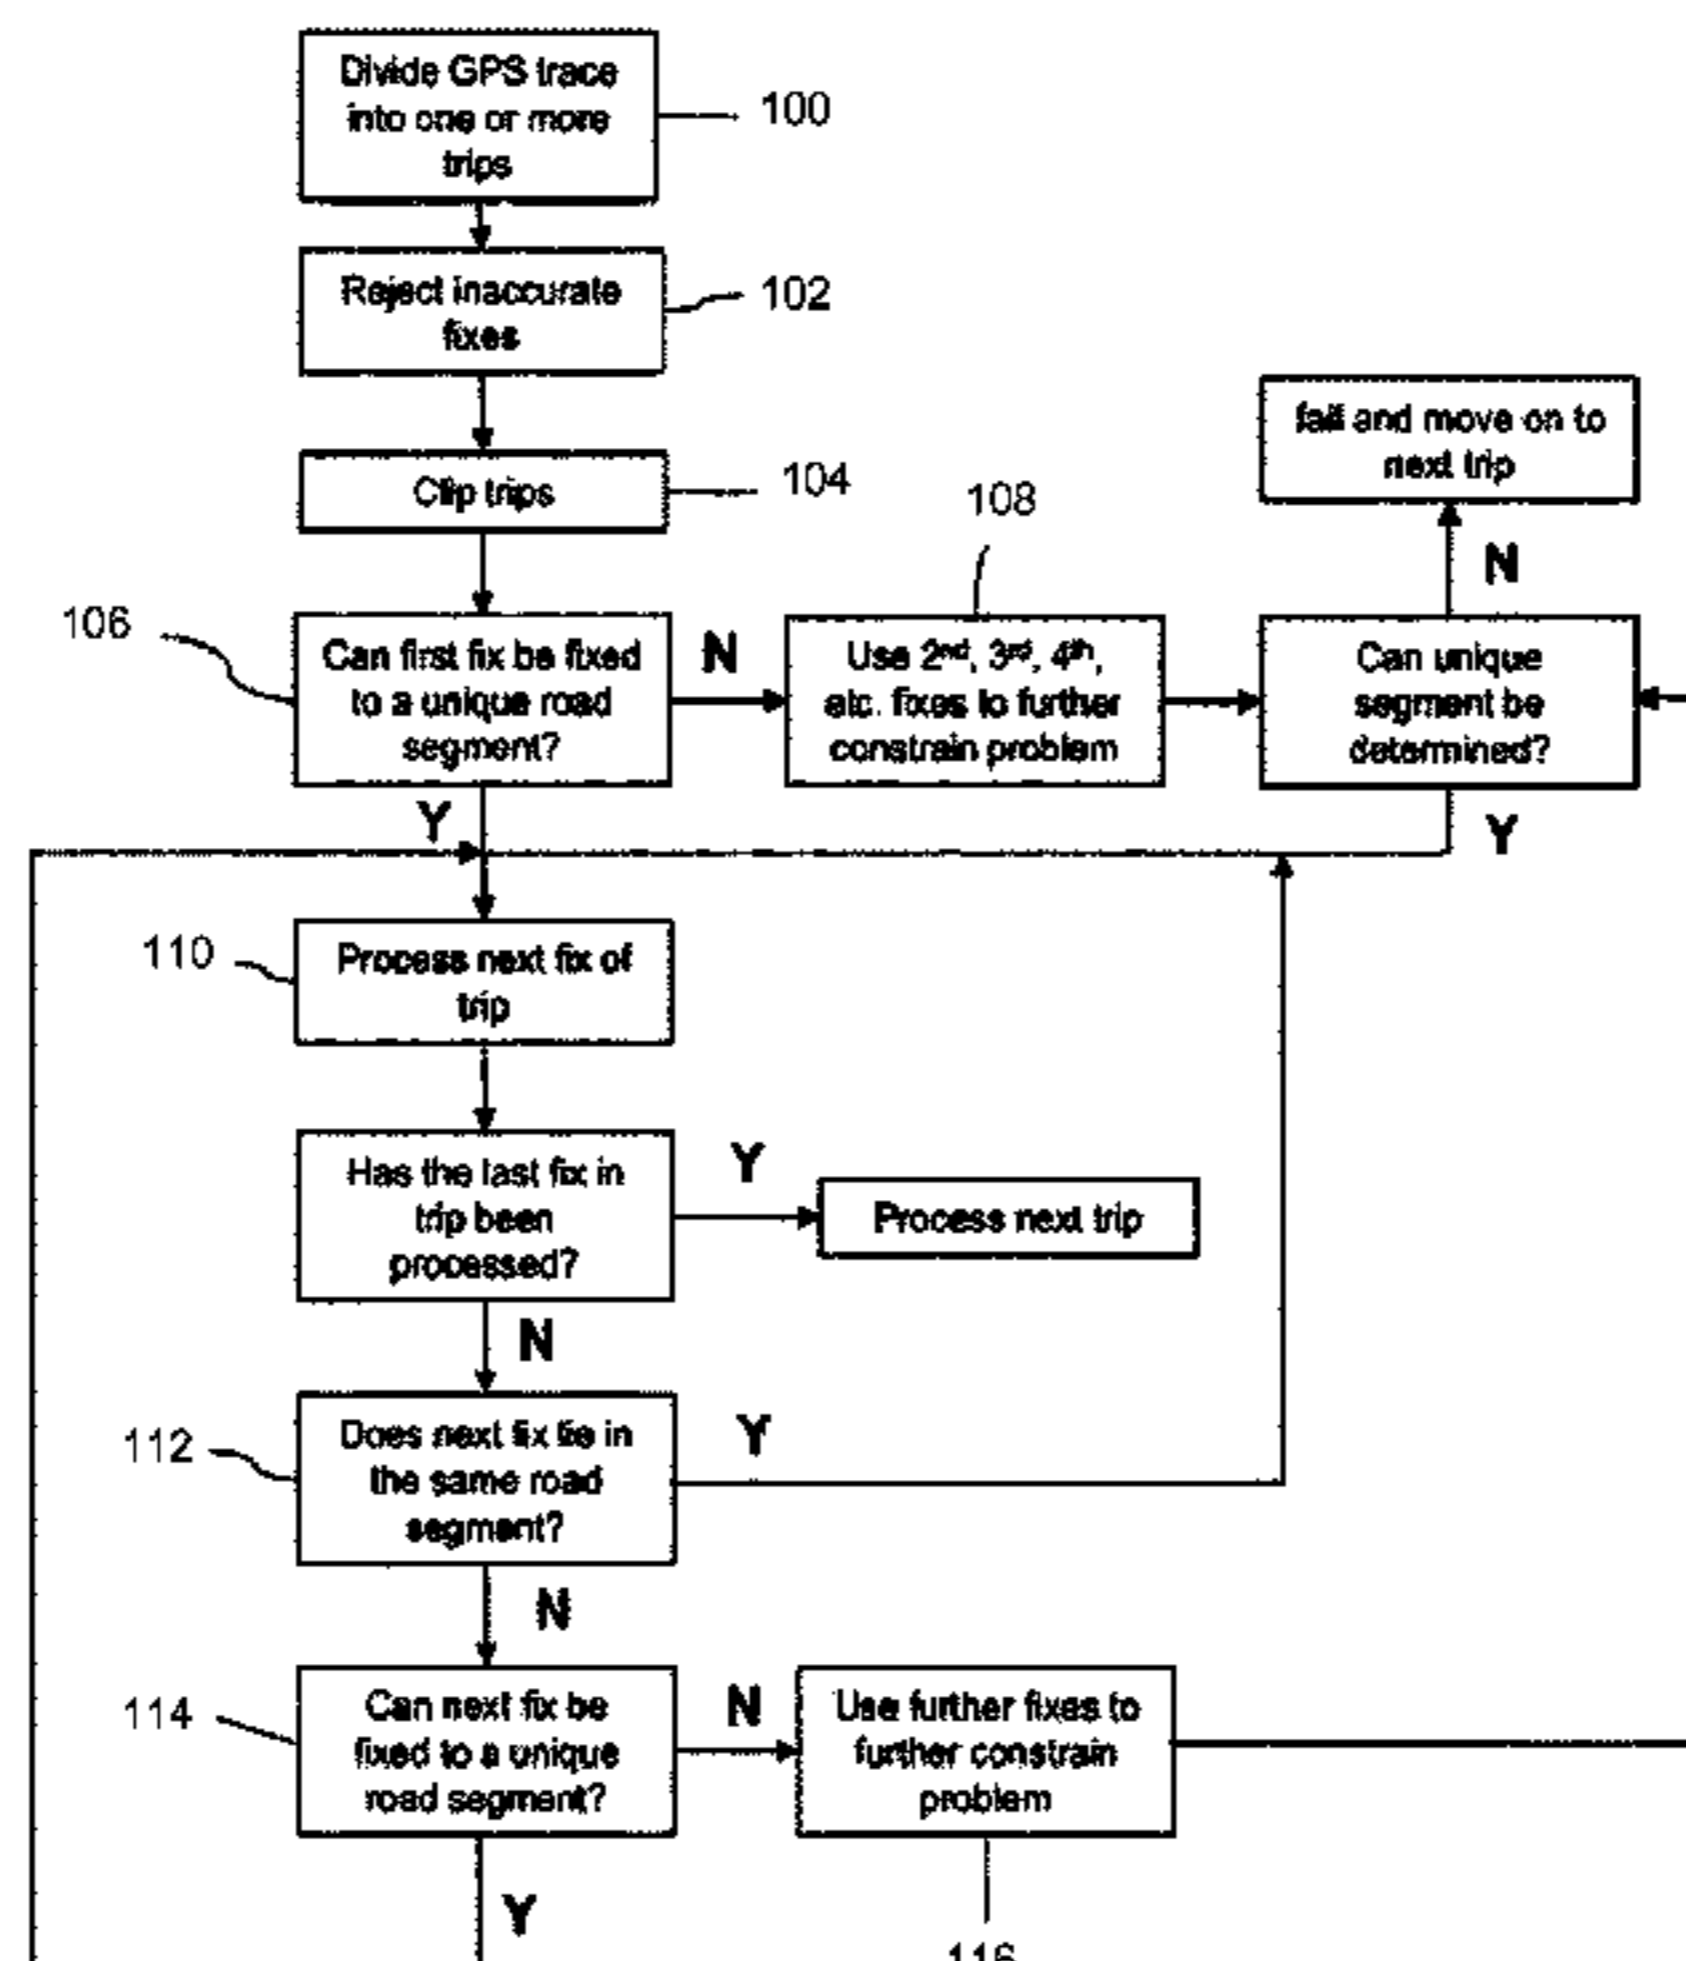 Divide GPS trace
into one or more
trips
100
Reject inaccurate
fixes
102
Clip trips
104
fail and move on to
next trip
108
N
106
Can first fix be fixed
to a unique road
segment?
N
Use 2nd, 3rd, 4th,
etc. fixes to further
constrain problem
Can unique
segment be
determined?
Y
Y
110
Process next fix of
trip
Has the last fix in
trip been
processed?
Y
Process next trip
N
112
Does next fix lie in
the same road
segment?
Y
N
114
Can next fix be
fixed to a unique
road segment?
N
Use further fixes to
further constrain
problem
Y
116